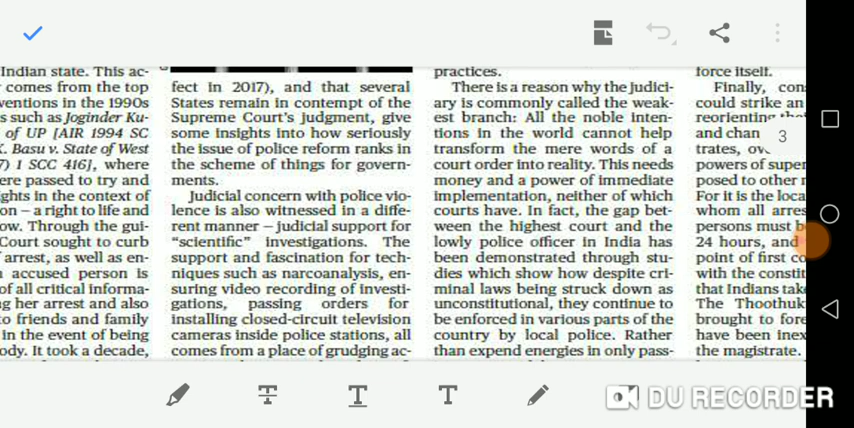 Indian state. This ac-
comes from the top
ventions in the 1990s
s such as Joginder Ku-
of UP [AIR 1994 SC
K. Basu v. State of West
7) 1 SCC 416], where
ere passed to try and
ghts in the context of
on – a right to life and
ow. Through the gui-
Court sought to curb
arrest, as well as en-
accused person is
of all critical informa-
g her arrest and also
to friends and family
in the event of being
ody. It took a decade,
fect in 2017), and that several
States remain in contempt of the
Supreme Court's judgment, give
some insights into how seriously
the issue of police reform ranks in
the scheme of things for govern-
ments.
Judicial concern with police vio-
lence is also witnessed in a diffe-
rent manner – judicial support for
"scientific" investigations. The
support and fascination for tech-
niques such as narcoanalysis, en-
suring video recording of investi-
gations, passing orders for
installing closed-circuit television
cameras inside police stations, all
comes from a place of grudging ac-
practices.
There is a reason why the judici-
ary is commonly called the weak-
est branch: All the noble inten-
tions in the world cannot help
transform the mere words of a
court order into reality. This needs
money and a power of immediate
implementation, neither of which
courts have. In fact, the gap bet-
ween the highest court and the
lowly police officer in India has
been demonstrated through stu-
dies which show how despite cri-
minal laws being struck down as
unconstitutional, they continue to
be enforced in various parts of the
country by local police. Rather
than expend energies in only pass-
force itself.
Finally, con
could strike an
reorienting
and chan
trates, ov
powers of super
posed to other
For it is the loca
whom all arres
persons must
24 hours, and
point of first co
with the constit
that Indians tak
The Thoothuk
brought to fore
have been inex
the magistrate.
3
DU RECORDER